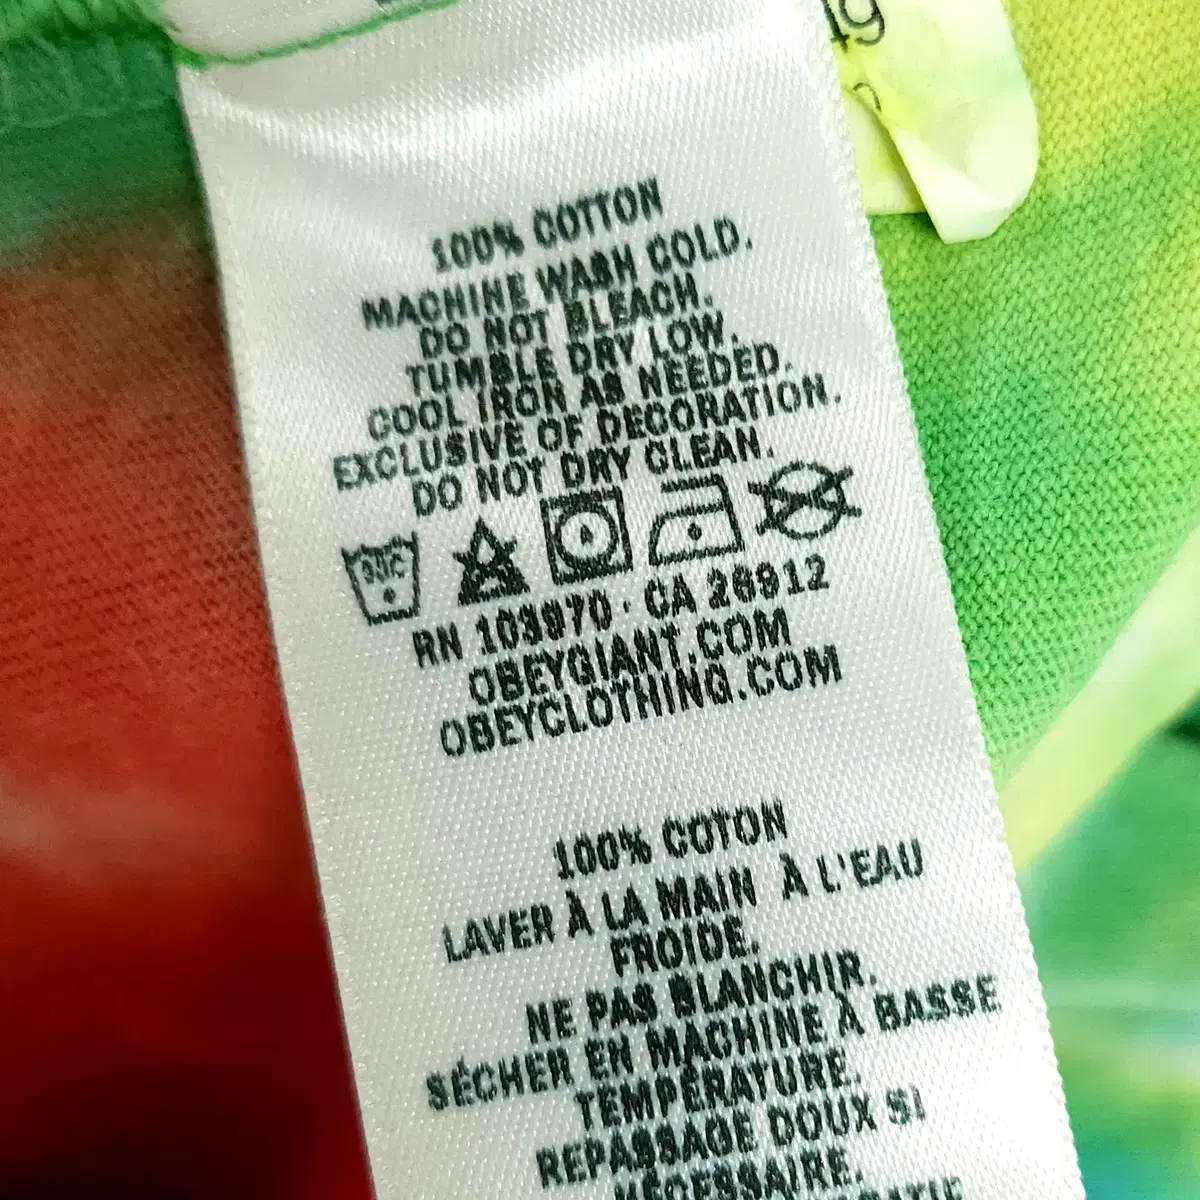 100% COTTON
MACHINE WASH COLD.
DO NOT BLEACH.
TUMBLE DRY LOW.
COOL IRON AS NEEDED.
EXCLUSIVE OF DECORATION.
DO NOT DRY CLEAN.
30°C
RN 103970 · CA 26912
OBEYGIANT.COM
OBEYCLOTHING.COM
100% COTON
LAVER À LA MAIN À L'EAU
FROIDE.
NE PAS BLANCHIR.
SÉCHER EN MACHINE À BASSE
TEMPÉRATURE.
REPASSAGE DOUX SI
NÉCESSAIRE.